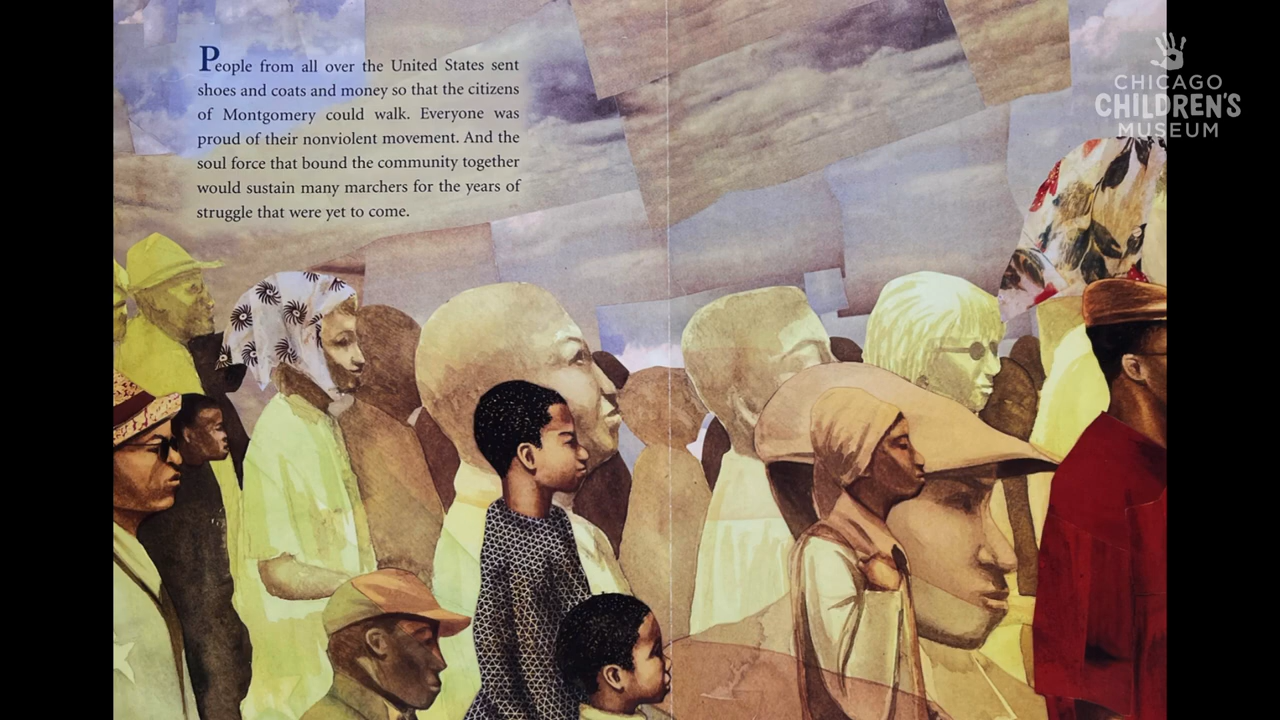 People from all over the United States sent
shoes and coats and money so that the citizens
of Montgomery could walk. Everyone was
proud of their nonviolent movement. And the
soul force that bound the community together
would sustain many marchers for the years of
struggle that were yet to come.
CHICAGO
CHILDREN'S
MUSEUM